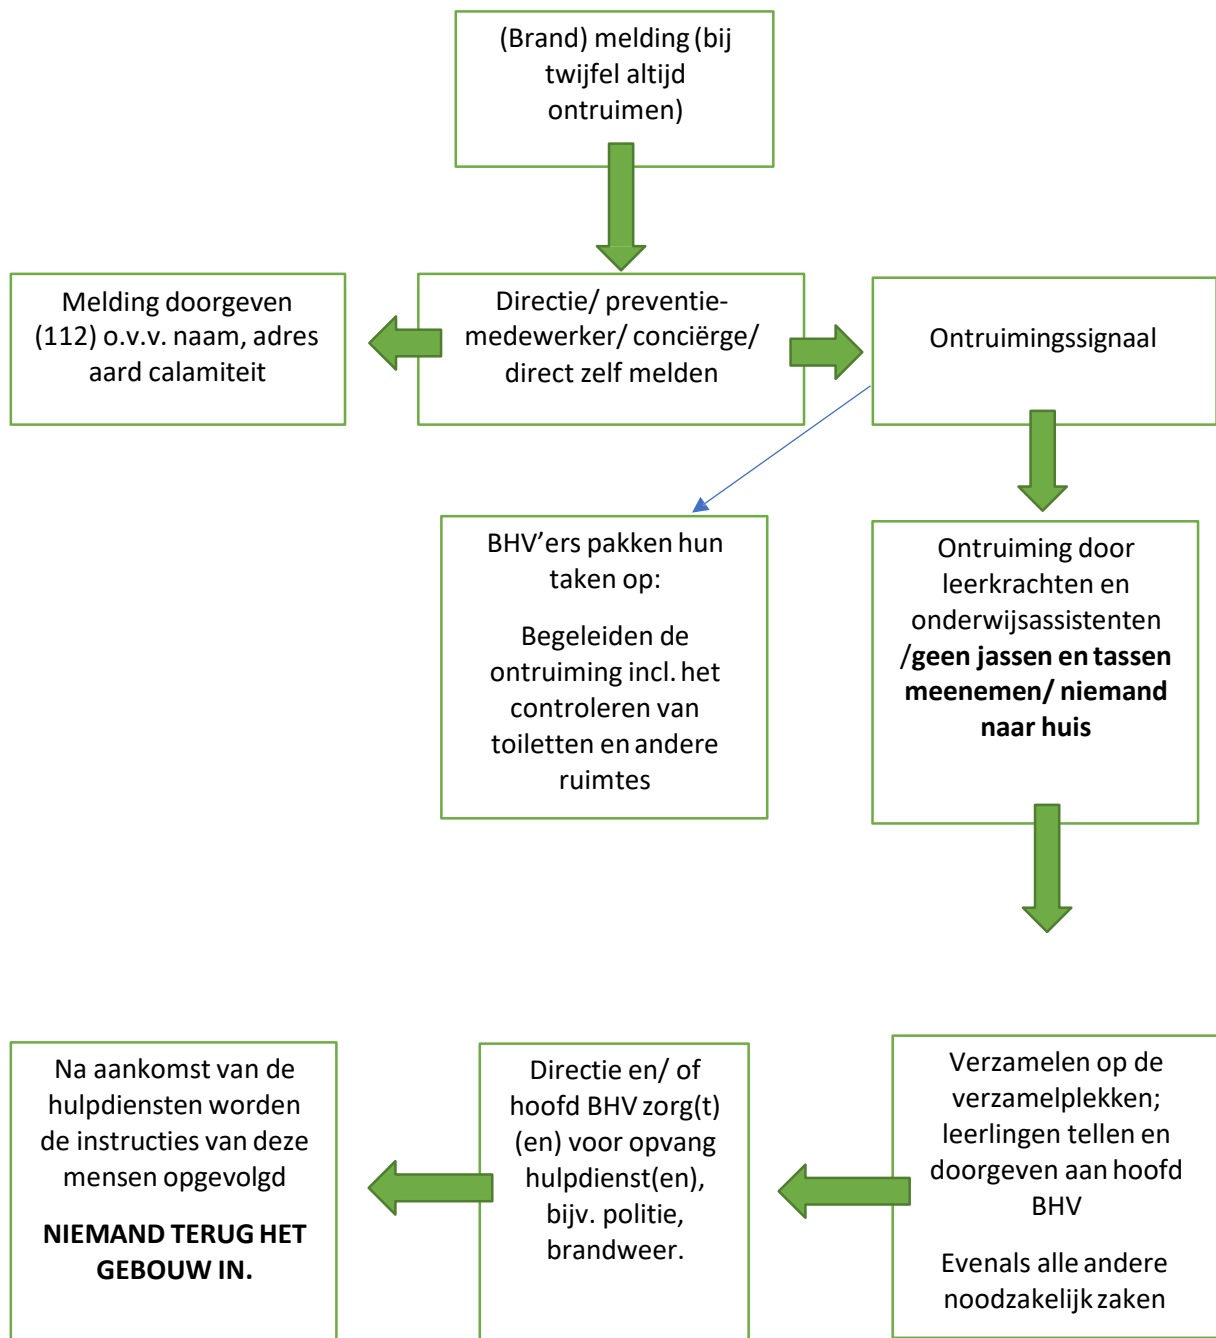 (Brand) melding (bij
twijfel altijd
ontruimen)
Melding doorgeven
(112) o.v.v. naam, adres
aard calamiteit
Directie/ preventie-
medewerker/ conciërge/
direct zelf melden
Ontruimingssignaal
BHV’ers pakken hun
taken op:
Begeleiden de
ontruiming incl. het
controleren van
toiletten en andere
ruimtes
Ontruiming door
leerkrachten en
onderwijsassistenten
/geen jassen en tassen
meenemen/ niemand
naar huis
Na aankomst van de
hulpdiensten worden
de instructies van deze
mensen opgevolgd
NIEMAND TERUG HET
GEBOUW IN.
Directie en/ of
hoofd BHV zorg(t)
(en) voor opvang
hulpdienst(en),
bijv. politie,
brandweer.
Verzamelen op de
verzamelplekken;
leerlingen tellen en
doorgeven aan hoofd
BHV
Evenals alle andere
noodzakelijk zaken